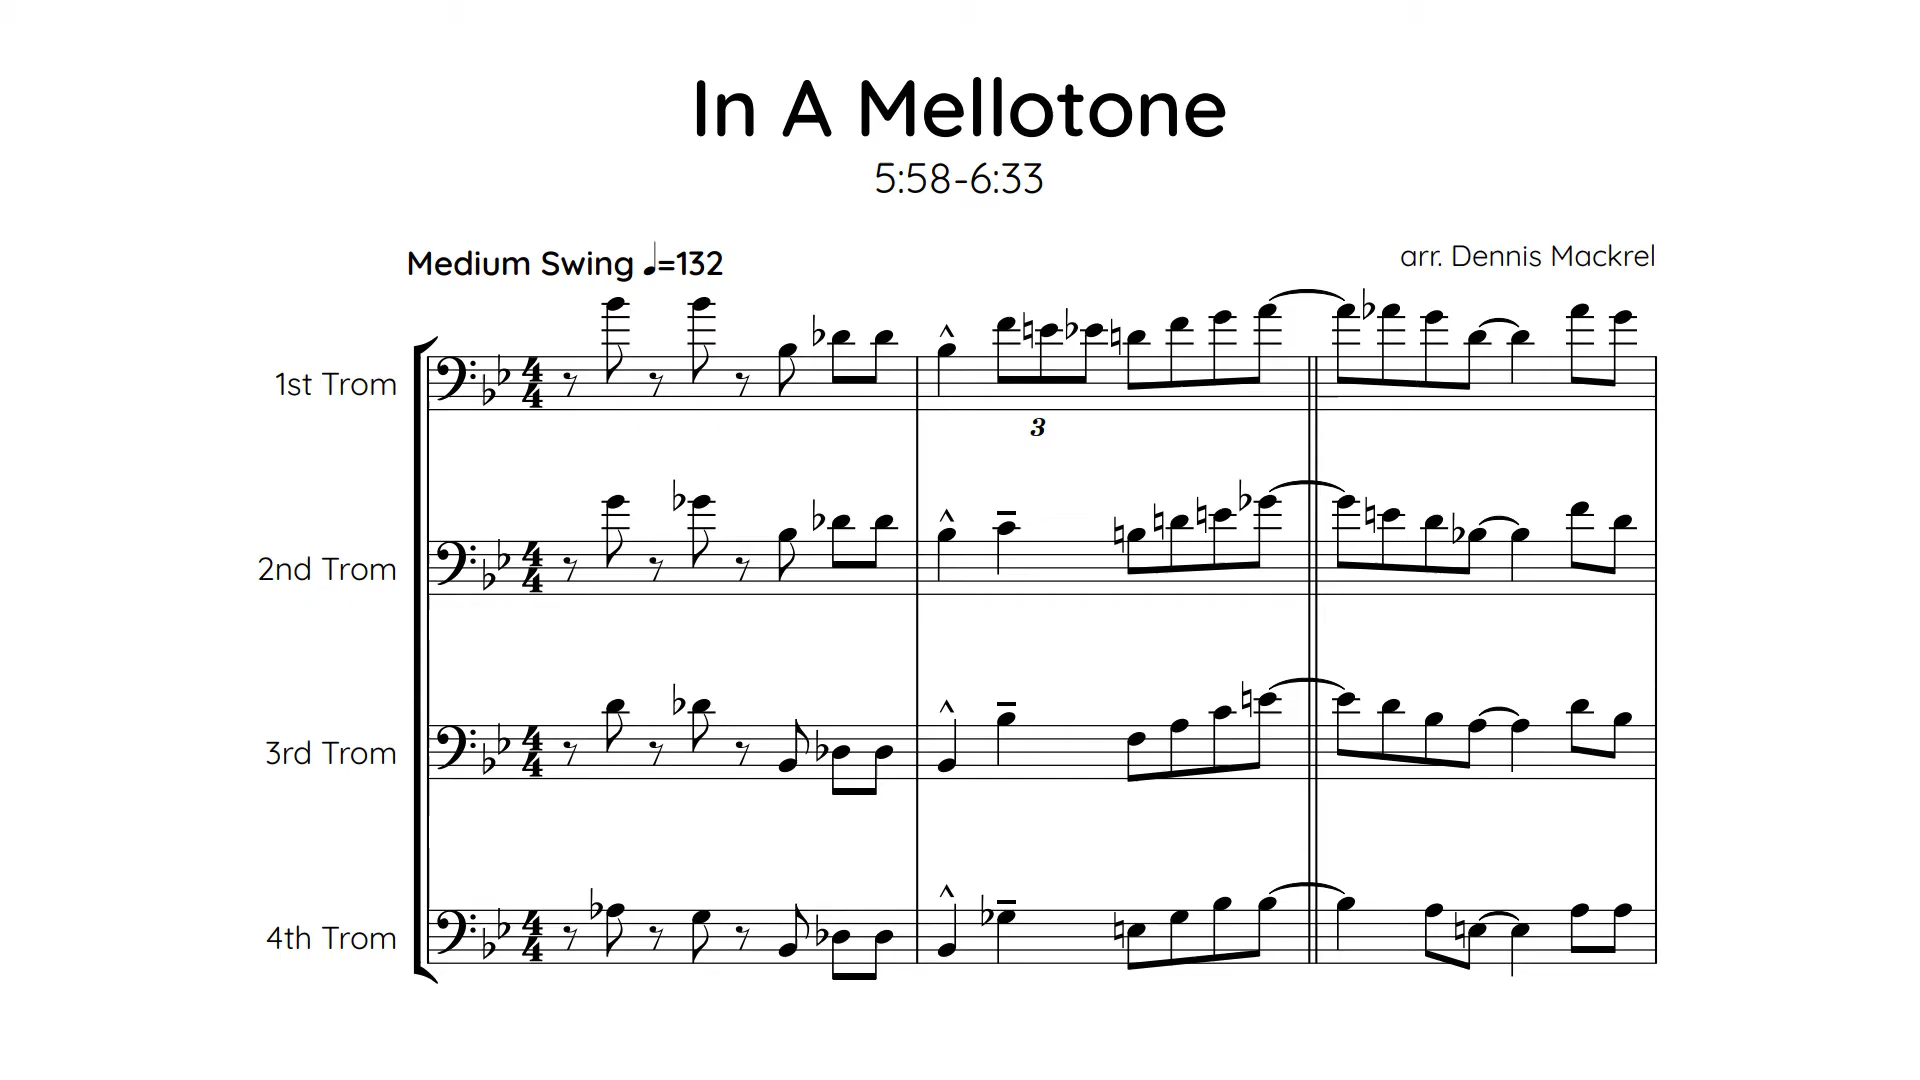 In A Mellotone
5:58-6:33
Medium Swing ♩=132
arr. Dennis Mackrel
1st Trom
3
2nd Trom
3rd Trom
4th Trom